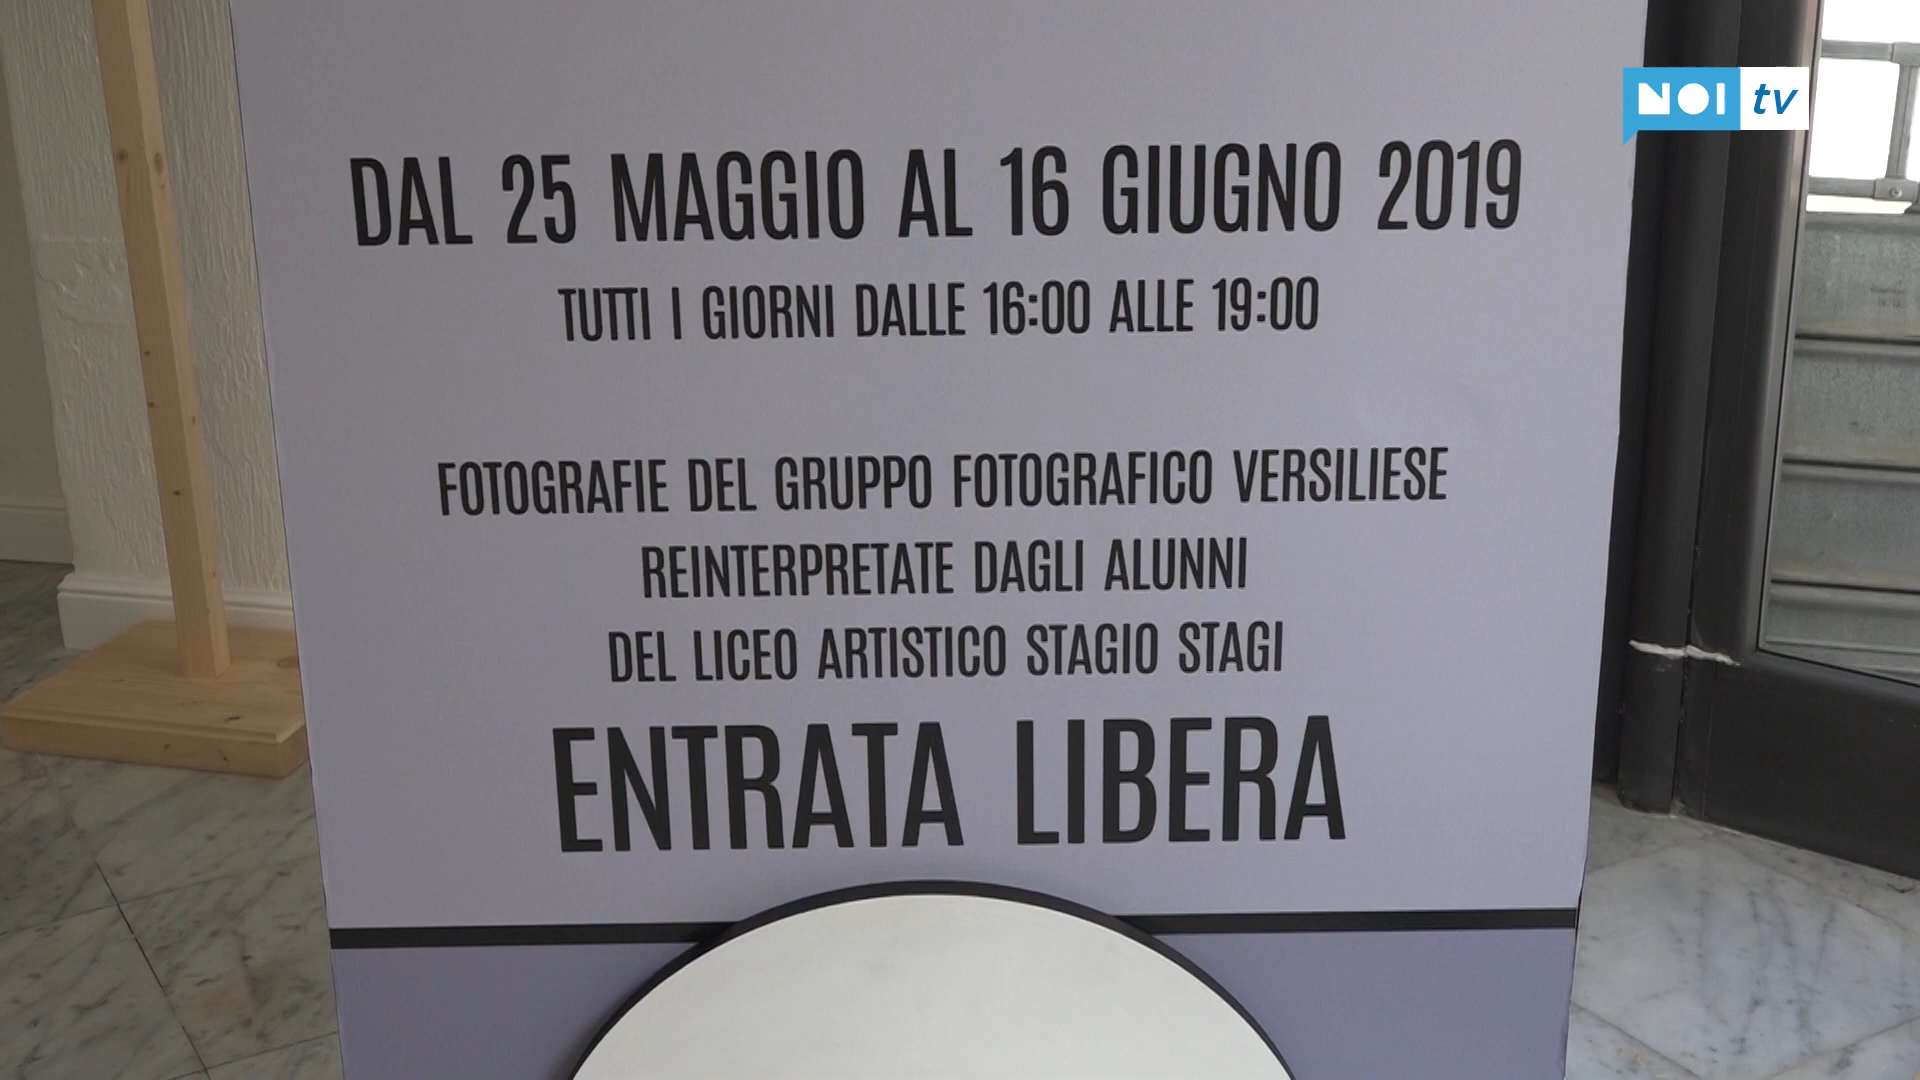 NOI tv
DAL 25 MAGGIO AL 16 GIUGNO 2019
TUTTI I GIORNI DALLE 16:00 ALLE 19:00
FOTOGRAFIE DEL GRUPPO FOTOGRAFICO VERSILIESE
REINTERPRETATE DAGLI ALUNNI
DEL LICEO ARTISTICO STAGIO STAGI
ENTRATA LIBERA